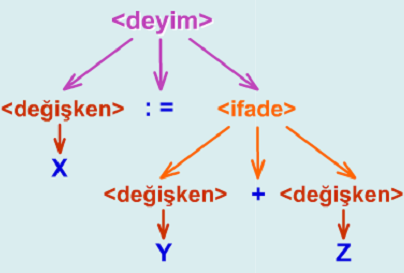 <deyim>
<değişken> := <ifade>
X
<değişken> + <değişken>
Y Z